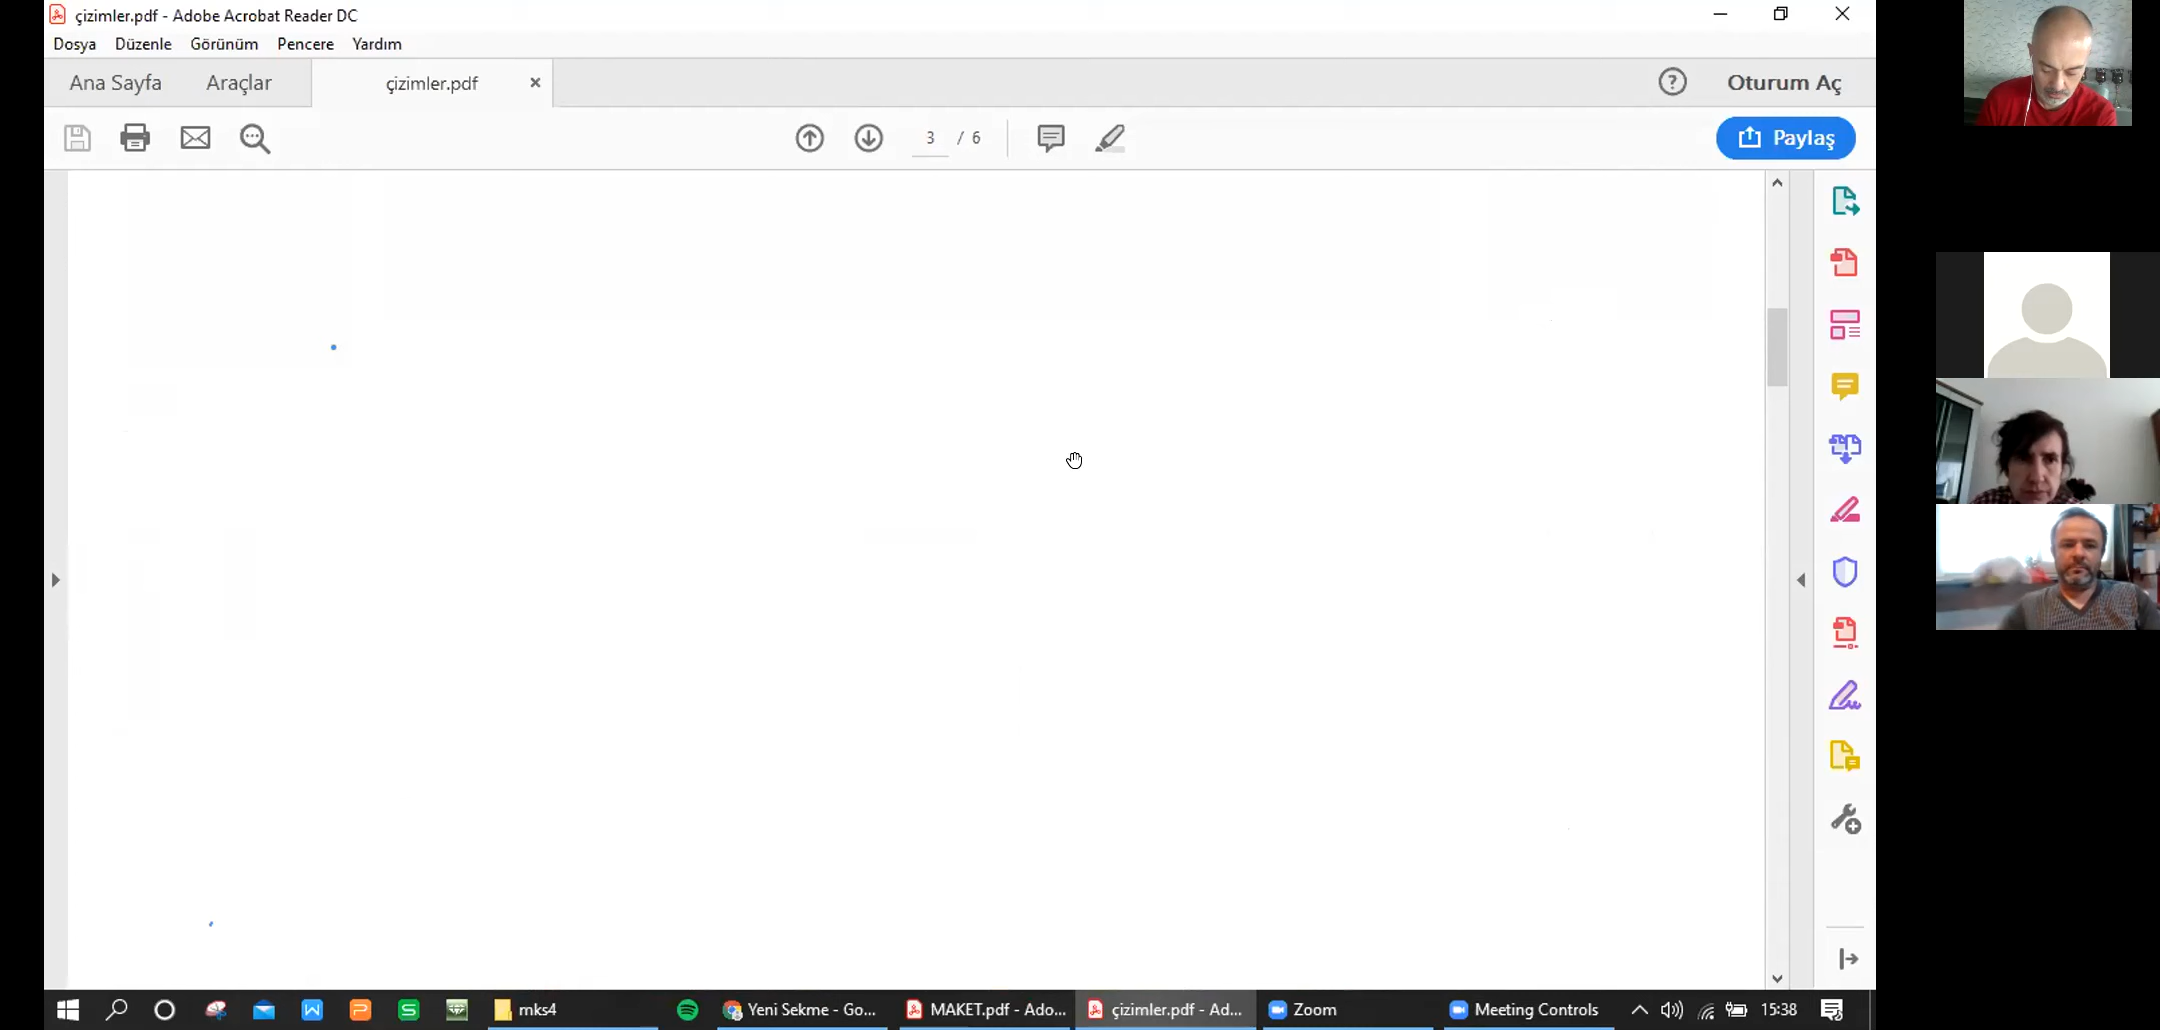 çizimler.pdf - Adobe Acrobat Reader DC
Dosya Düzenle Görünüm Pencere Yardım
Ana Sayfa Araçlar çizimler.pdf Oturum Aç
3 / 6 Paylaş
mks4 Yeni Sekme - Go... MAKET.pdf - Ado... çizimler.pdf - Ad... Zoom Meeting Controls 15:38